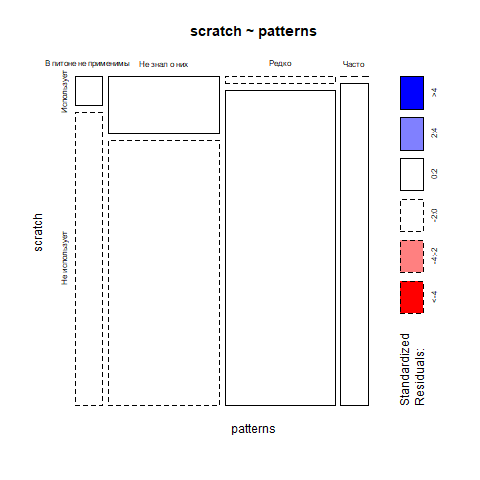 scratch ~ patterns
В питоне не применимы Не знал о них Редко Часто
Использует
Не использует
scratch
patterns
>4
2:4
0:2
-2:0
-4:-2
<-4
Standardized
Residuals: